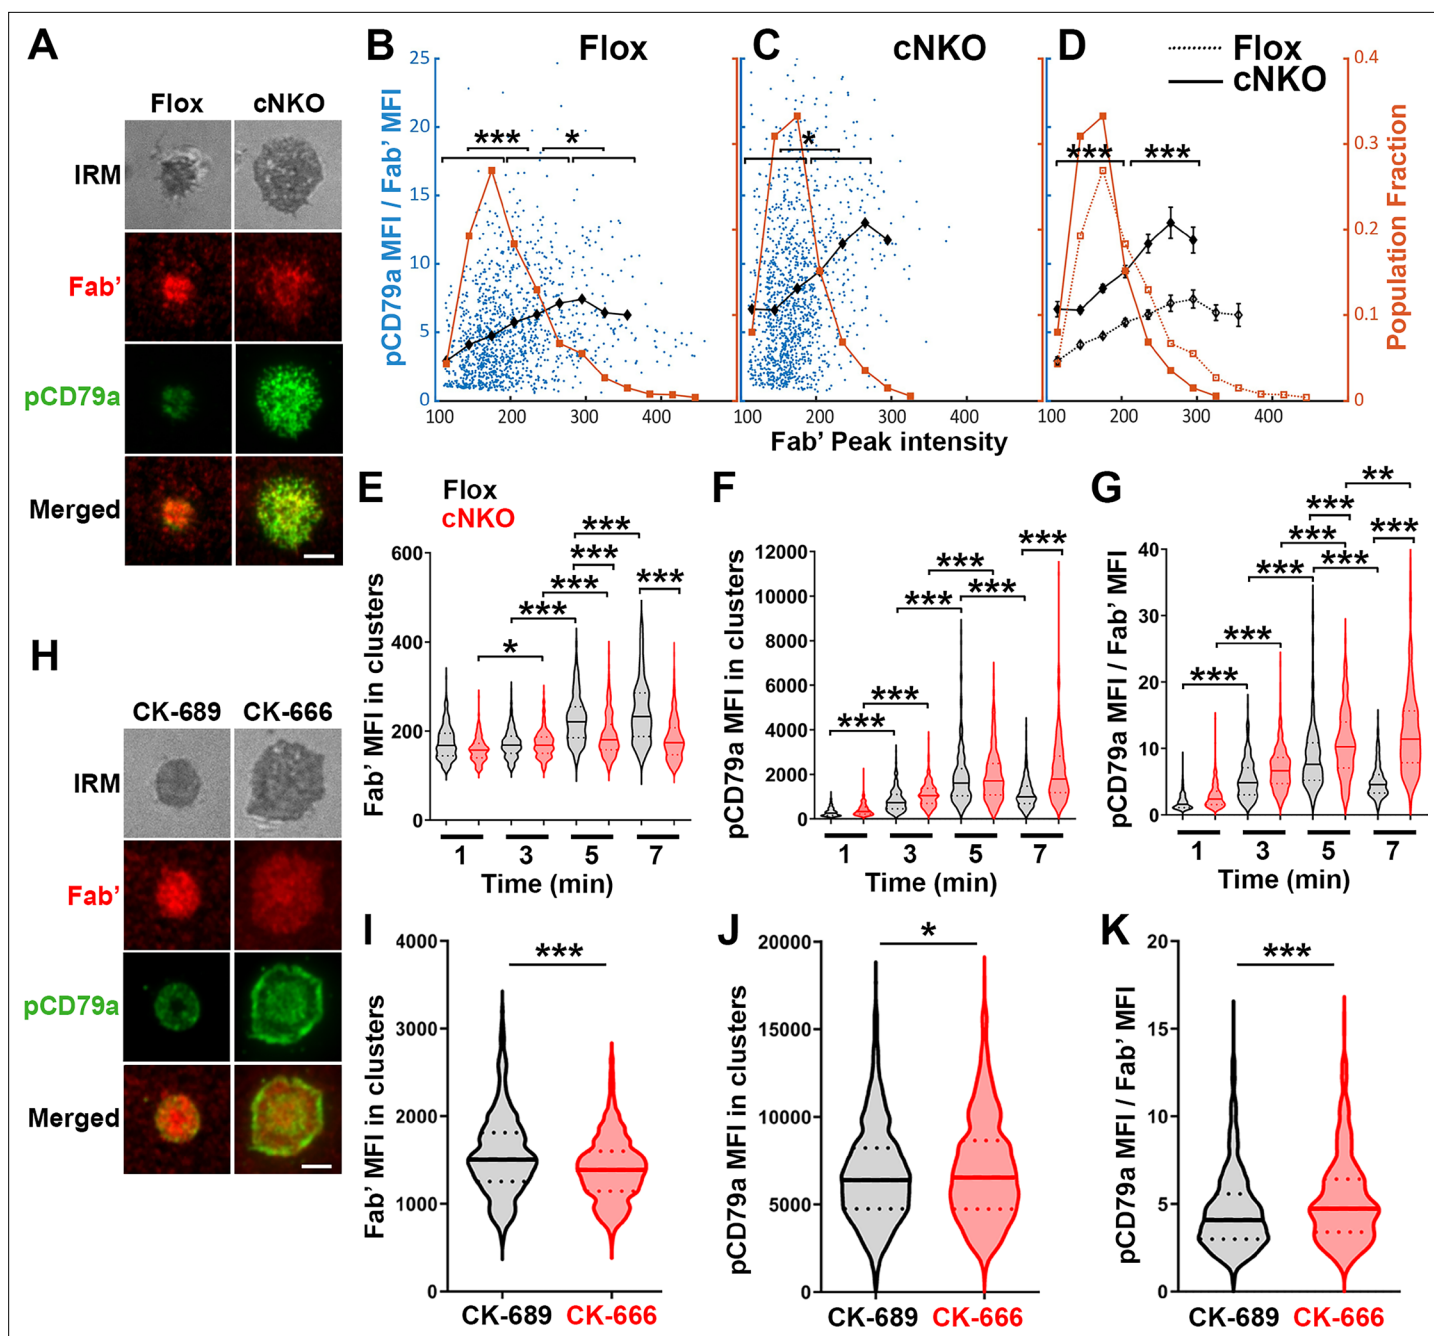 A
Flox cNKO
IRM
Fab’
pCD79a
Merged
B Flox
C cNKO
D Flox
cNKO
pCD79a MFI / Fab’ MFI
25
20
15
10
5
0
*** *
*
*** ***
0.4
0.3
0.2
0.1
0
Population Fraction
100 200 300 400
100 200 300 400
100 200 300 400
Fab’ Peak intensity
E
Flox
cNKO
Fab’ MFI in clusters
600
400
200
0
***
***
*** ***
***
*
1 3 5 7
Time (min)
F
pCD79a MFI in clusters
12000
10000
8000
6000
4000
2000
0
***
***
*** ***
***
***
1 3 5 7
Time (min)
G
pCD79a MFI / Fab’ MFI
40
30
20
10
0
**
***
*** ***
*** ***
***
***
1 3 5 7
Time (min)
H
CK-689 CK-666
IRM
Fab’
pCD79a
Merged
I
Fab’ MFI in clusters
4000
3000
2000
1000
0
***
CK-689 CK-666
J
pCD79a MFI in clusters
20000
15000
10000
5000
0
*
CK-689 CK-666
K
pCD79a MFI / Fab’ MFI
20
15
10
5
0
***
CK-689 CK-666